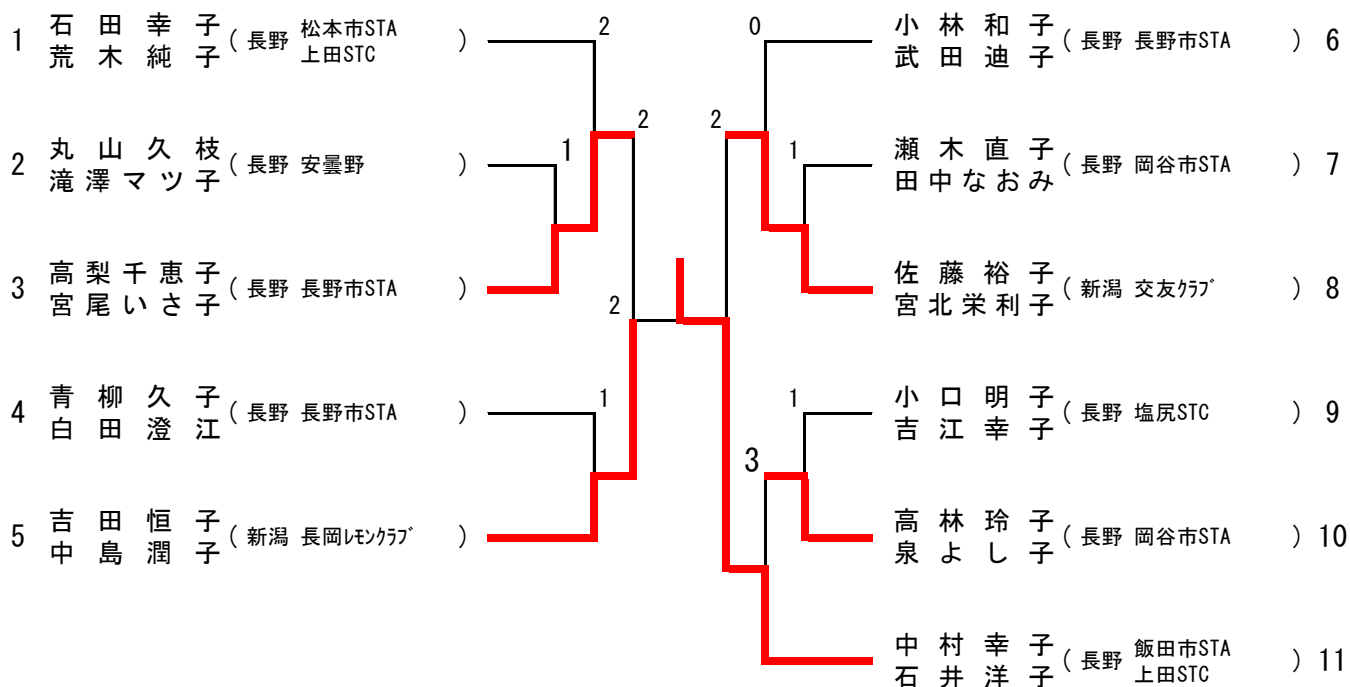 1 石田幸子 荒木純子 ( 長野 松本市STA 上田STC )
2
2 丸山久枝 滝澤マツ子 ( 長野 安曇野 )
1
2
3 高梨千恵子 宮尾いさ子 ( 長野 長野市STA )
2
4 青柳久子 白田澄江 ( 長野 長野市STA )
1
5 吉田恒子 中島潤子 ( 新潟 長岡ﾚﾓﾝｸﾗﾌﾞ )
0
小林和子 武田迪子 ( 長野 長野市STA ) 6
2
1
瀬木直子 田中なおみ ( 長野 岡谷市STA ) 7
佐藤裕子 宮北栄利子 ( 新潟 交友ｸﾗﾌﾞ ) 8
1
小口明子 吉江幸子 ( 長野 塩尻STC ) 9
3
高林玲子 泉よし子 ( 長野 岡谷市STA ) 10
中村幸子 石井洋子 ( 長野 飯田市STA 上田STC ) 11